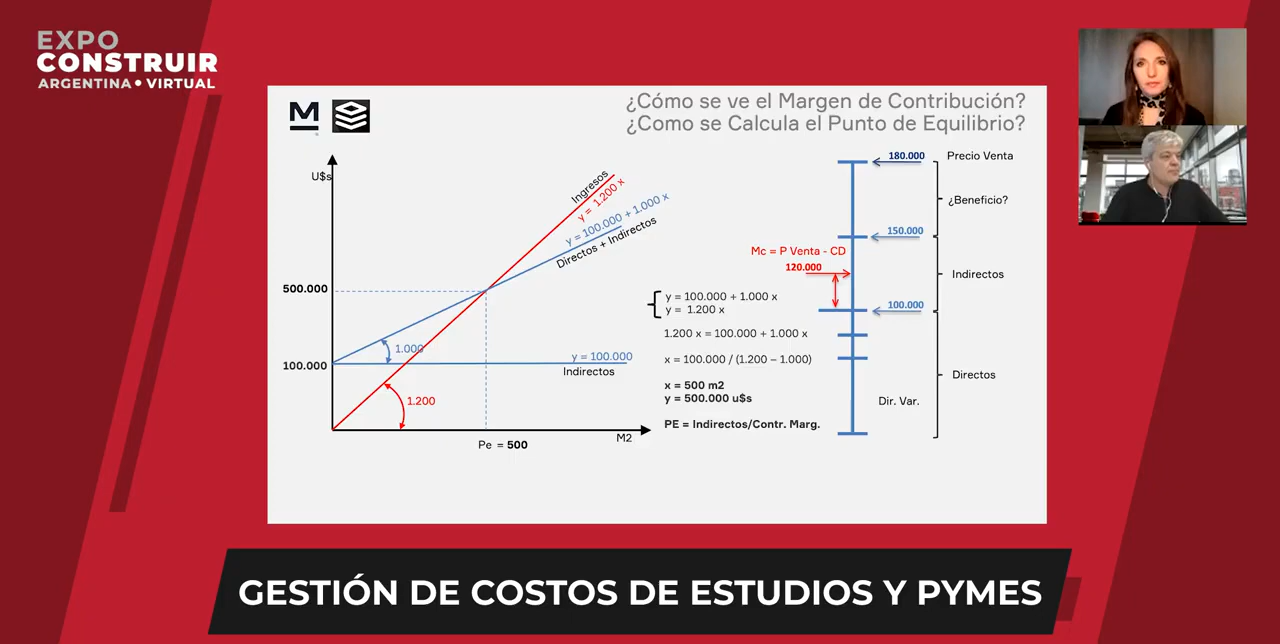 EXPO
CONSTRUIR
ARGENTINA • VIRTUAL
M
¿Cómo se ve el Margen de Contribución?
¿Como se Calcula el Punto de Equilibrio?
U$s
Ingresos
y = 1.200 x
y = 100.000 + 1.000 x
Directos + Indirectos
500.000
1.000
y = 100.000
100.000
Indirectos
1.200
M2
Pe = 500
Mc = P Venta - CD
120.000
y = 100.000 + 1.000 x
y = 1.200 x
1.200 x = 100.000 + 1.000 x
x = 100.000 / (1.200 – 1.000)
x = 500 m2
y = 500.000 u$s
PE = Indirectos/Contr. Marg.
180.000
Precio Venta
¿Beneficio?
150.000
Indirectos
100.000
Directos
Dir. Var.
GESTIÓN DE COSTOS DE ESTUDIOS Y PYMES